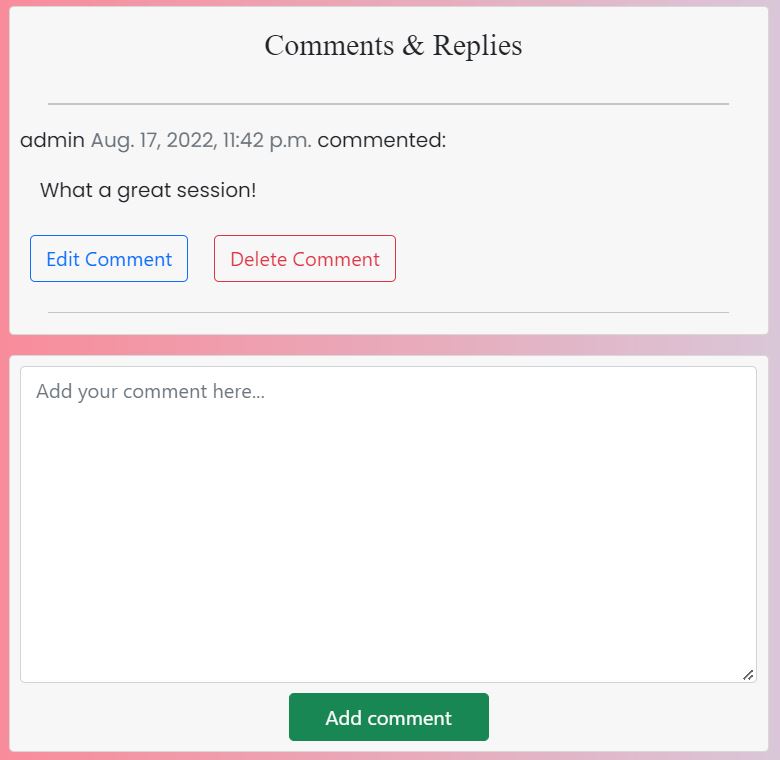 Comments & Replies
admin Aug. 17, 2022, 11:42 p.m. commented:
What a great session!
Edit Comment
Delete Comment
Add your comment here...
Add comment